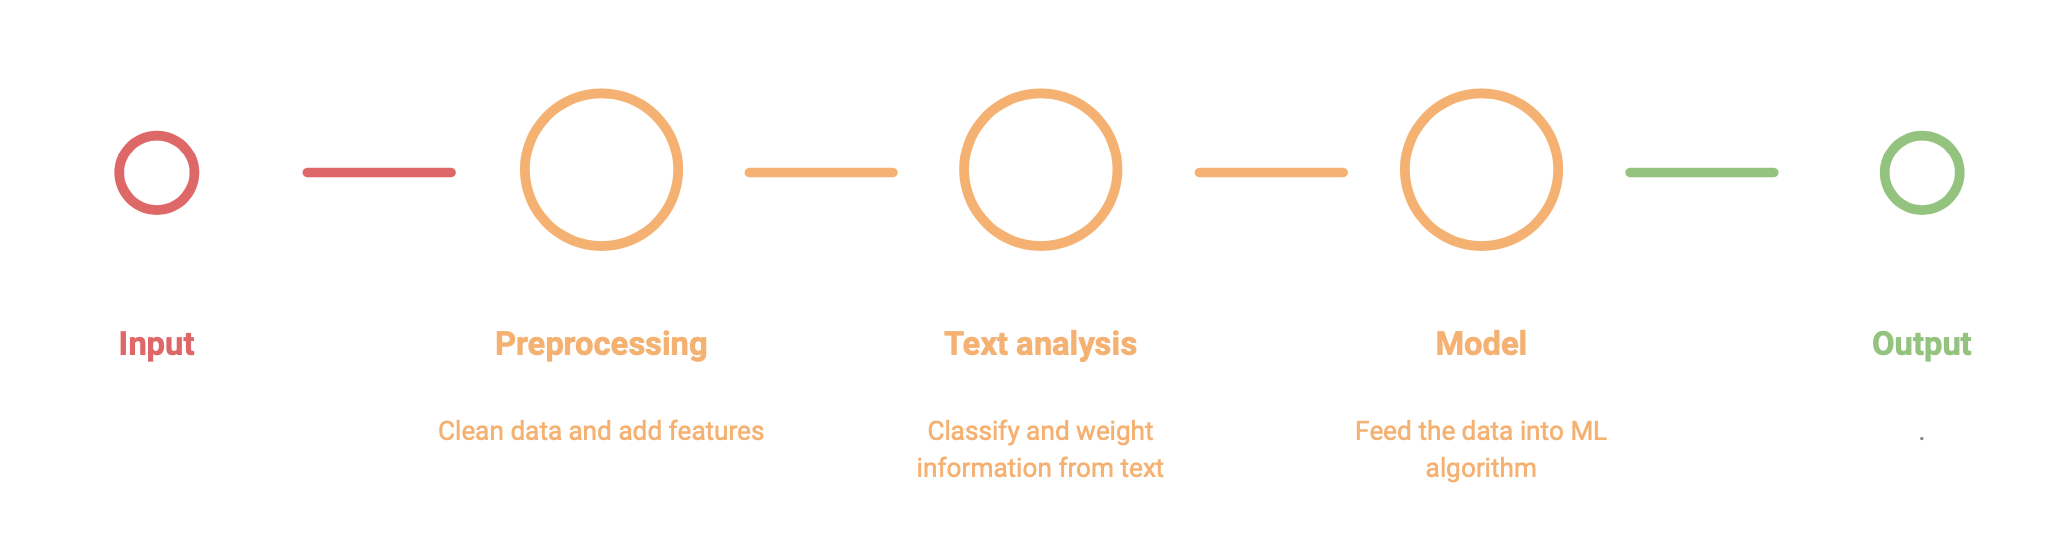 Input
Preprocessing
Text analysis
Model
Output
Clean data and add features
Classify and weight
information from text
Feed the data into ML
algorithm
.